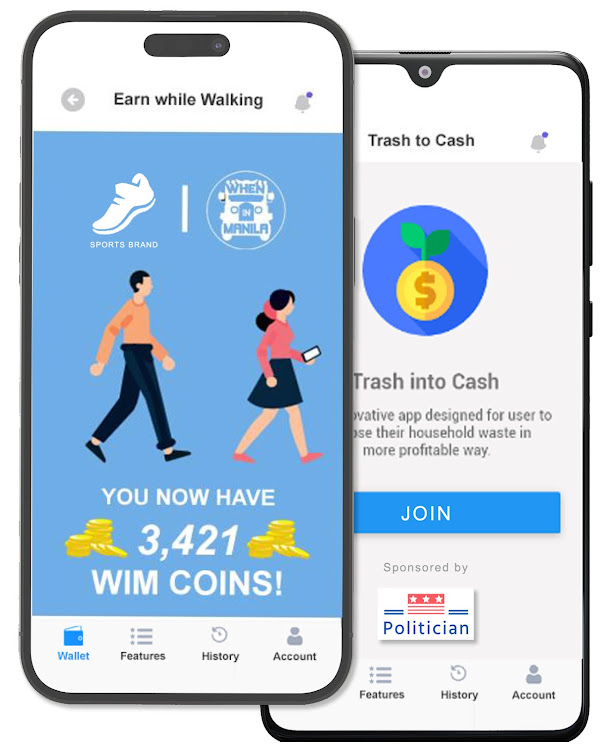 Earn while Walking
SPORTS BRAND
WHEN
IN
MANILA
YOU NOW HAVE
3,421
WIM COINS!
Wallet
Features
History
Account
Trash to Cash
$
Trash into Cash
app designed for user to
their household waste in
more profitable way.
JOIN
Sponsored by
Politician
Features
History
Account